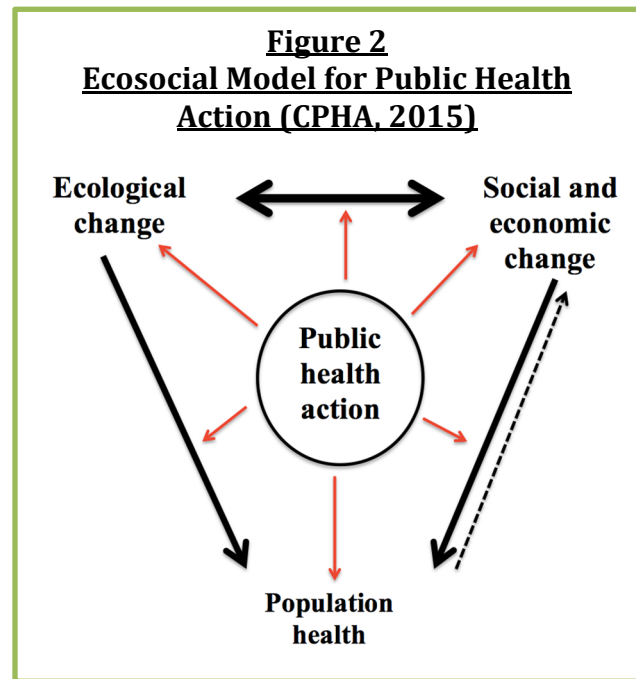 Figure 2
Ecosocial Model for Public Health
Action (CPHA, 2015)
Ecological
change
Social and
economic
change
Public
health
action
Population
health